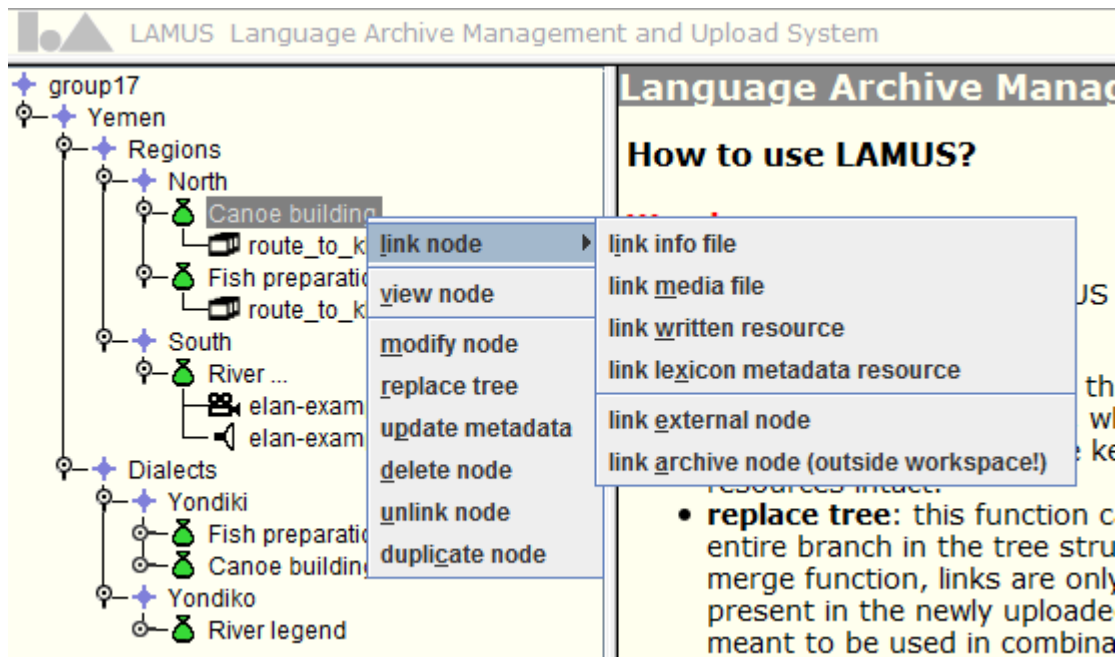 LAMUS Language Archive Management and Upload System
group17
Yemen
Regions
North
Canoe building
route_to_k
Fish preparatio
route_to_k
South
River ...
elan-exam
elan-exam
Dialects
Yondiki
Fish preparatio
Canoe building
Yondiko
River legend
link node
view node
modify node
replace tree
update metadata
delete node
unlink node
duplicate node
link info file
link media file
link written resource
link lexicon metadata resource
link external node
link archive node (outside workspace!)
Language Archive Manag
How to use LAMUS?
US
th
w
ke
resources intact.
• replace tree: this function c
entire branch in the tree stru
merge function, links are only
present in the newly uploade
meant to be used in combina